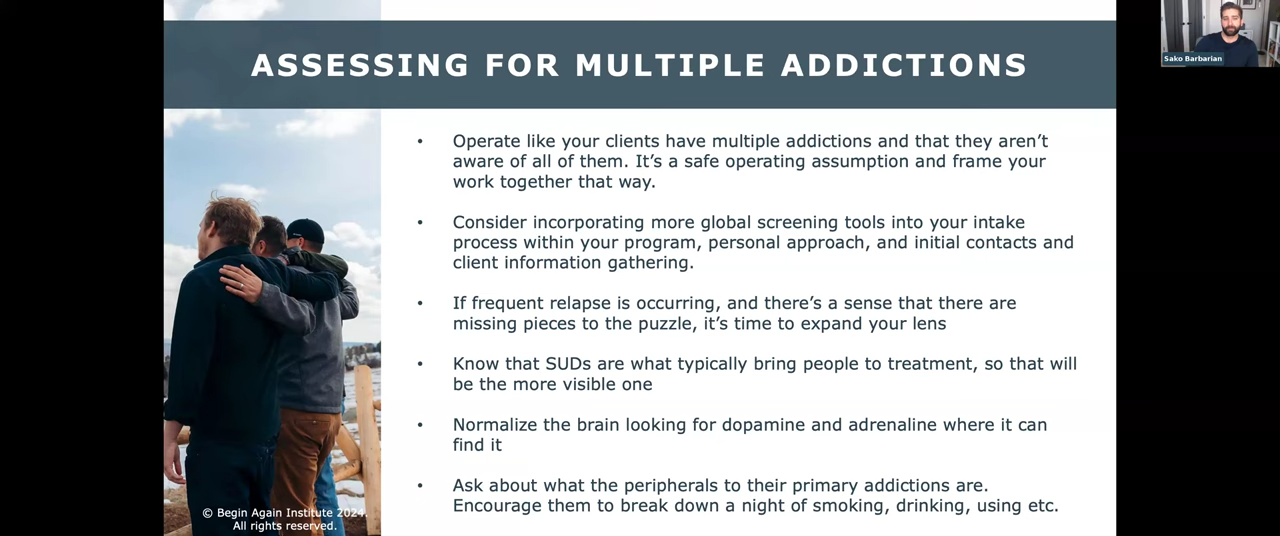 ASSESSING FOR MULTIPLE ADDICTIONS
Sako Barbarian
• Operate like your clients have multiple addictions and that they aren’t
aware of all of them. It’s a safe operating assumption and frame your
work together that way.
• Consider incorporating more global screening tools into your intake
process within your program, personal approach, and initial contacts and
client information gathering.
• If frequent relapse is occurring, and there’s a sense that there are
missing pieces to the puzzle, it’s time to expand your lens
• Know that SUDs are what typically bring people to treatment, so that will
be the more visible one
• Normalize the brain looking for dopamine and adrenaline where it can
find it
• Ask about what the peripherals to their primary addictions are.
Encourage them to break down a night of smoking, drinking, using etc.
© Begin Again Institute 2024.
All rights reserved.